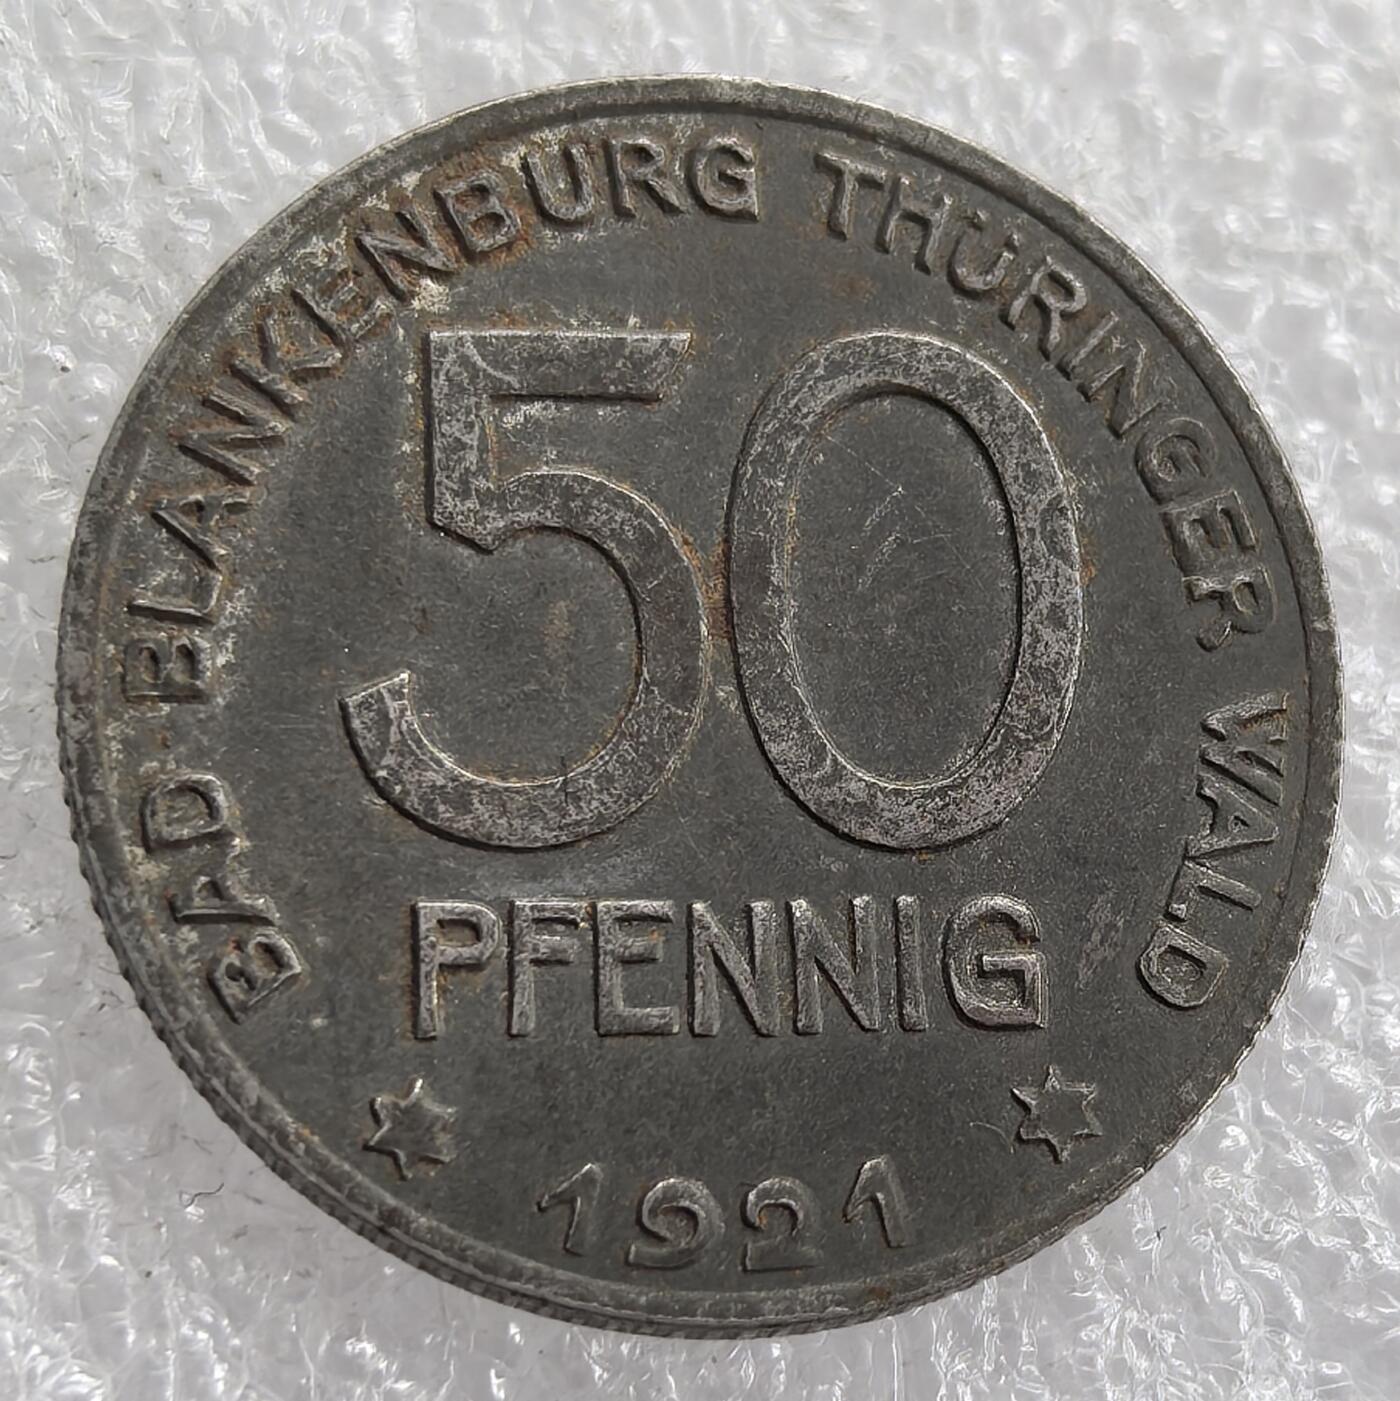 BAD-BLANKENBURG THÜRINGER WALD
50
PFENNIG
1921